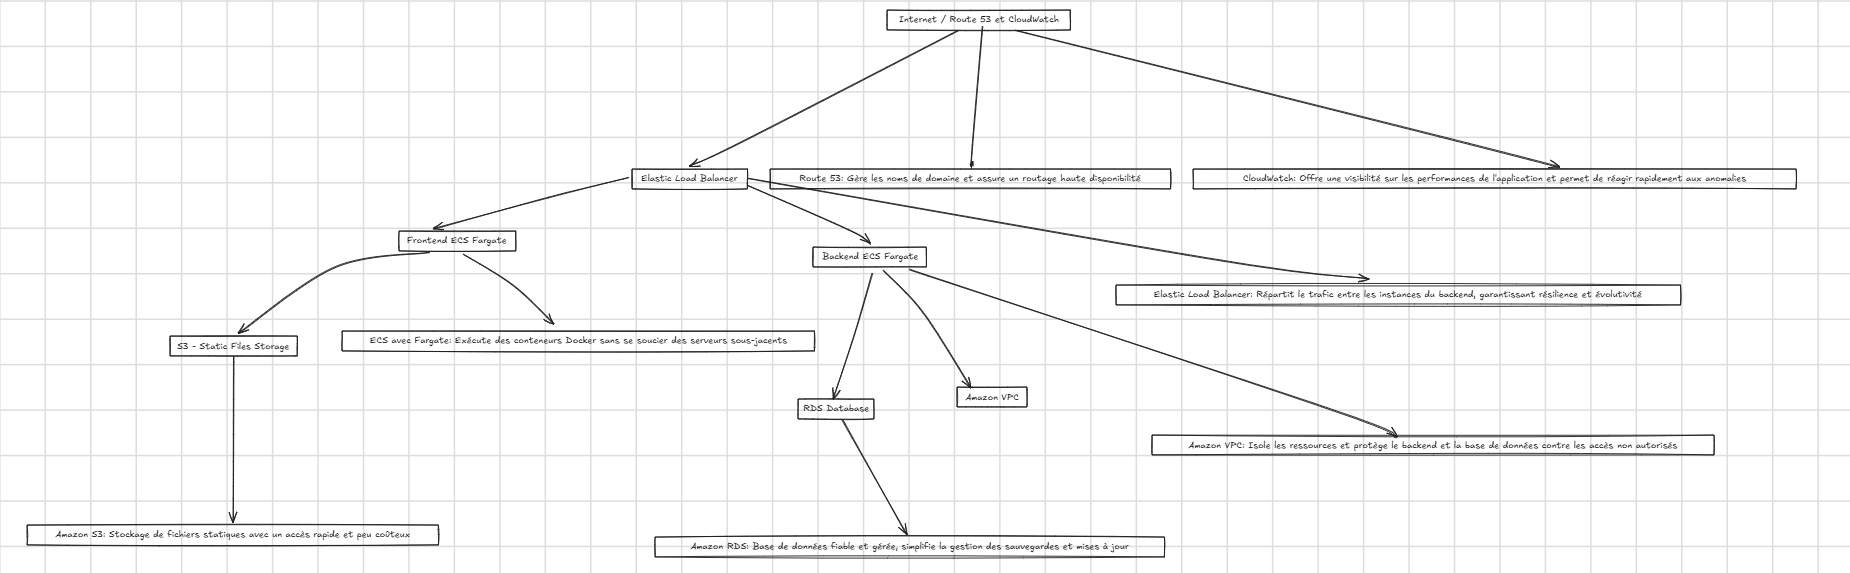 Internet / Route 53 et CloudWatch
Elastic Load Balancer
Route 53: Gère les noms de domaine et assure un routage haute disponibilité
CloudWatch: Offre une visibilité sur les performances de l'application et permet de réagir rapidement aux anomalies
Frontend ECS Fargate
Backend ECS Fargate
Elastic Load Balancer: Répartit le trafic entre les instances du backend, garantissant résilience et évolutivité
S3 - Static Files Storage
ECS avec Fargate: Exécute des conteneurs Docker sans se soucier des serveurs sous-jacents
Amazon VPC
RDS Database
Amazon VPC: Isole les ressources et protège le backend et la base de données contre les accès non autorisés
Amazon S3: Stockage de fichiers statiques avec un accès rapide et peu coûteux
Amazon RDS: Base de données fiable et gérée, simplifie la gestion des sauvegardes et mises à jour